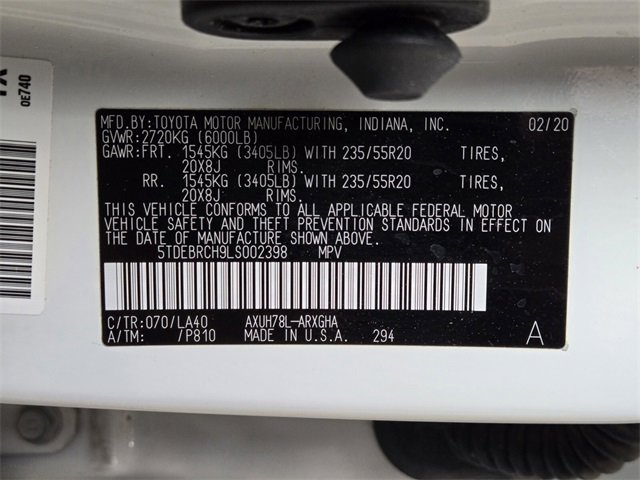 1X
0E740
MFD.BY:TOYOTA MOTOR MANUFACTURING, INDIANA, INC. 02/20
GVWR:2720KG (6000LB)
GAWR:FRT. 1545KG (3405LB) WITH 235/55R20 TIRES,
20X8J RIMS.
RR. 1545KG (3405LB) WITH 235/55R20 TIRES,
20X8J RIMS.
THIS VEHICLE CONFORMS TO ALL APPLICABLE FEDERAL MOTOR
VEHICLE SAFETY AND THEFT PREVENTION STANDARDS IN EFFECT
ON THE DATE OF MANUFACTURE SHOWN ABOVE.
5TDEBRCH9LS002398 MPV
C/TR:070/LA40 AXUH78L-ARXGHA
A/TM: /P810 MADE IN U.S.A. 294 A